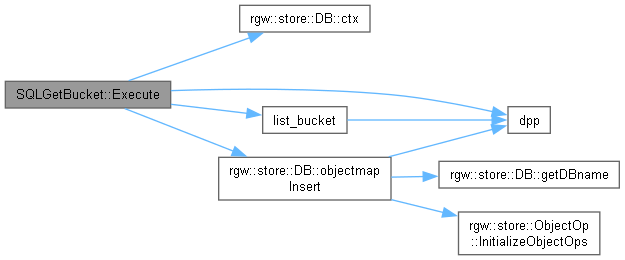 rgw::store::DB::ctx
SQLGetBucket::Execute
list_bucket
dpp
rgw::store::DB::objectmap
Insert
rgw::store::DB::getDBname
rgw::store::ObjectOp
::InitializeObjectOps